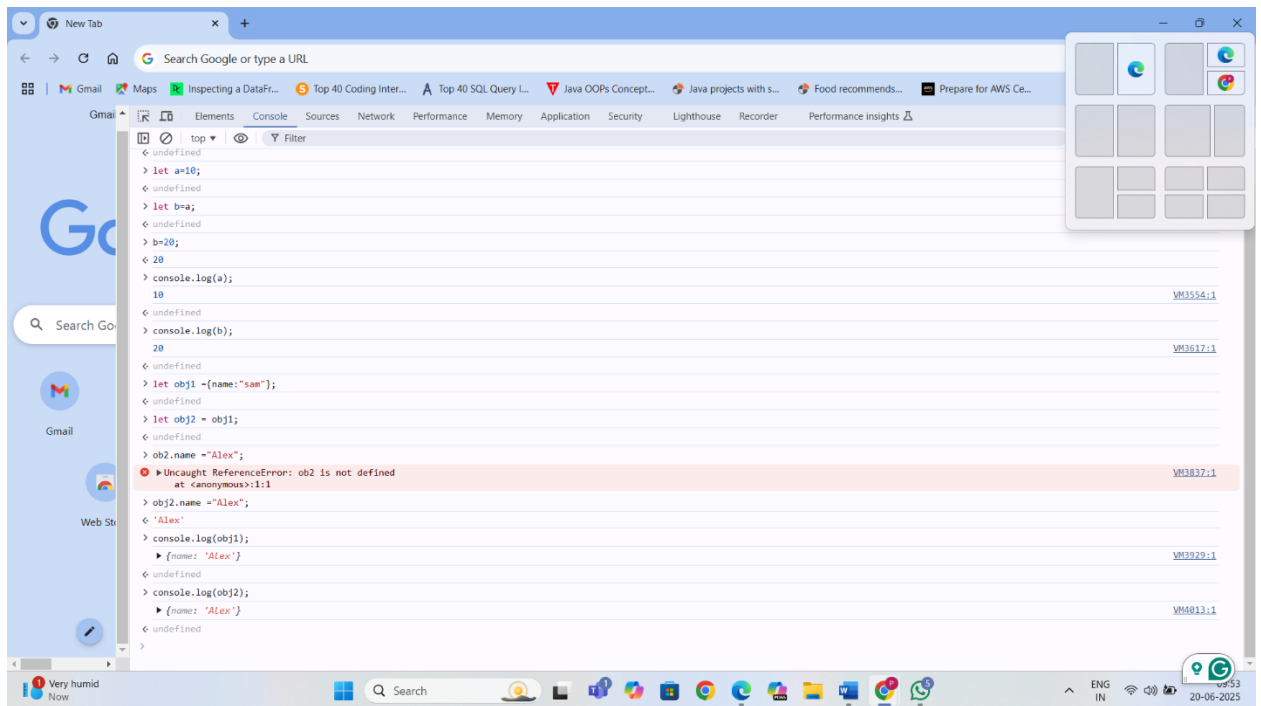 New Tab
Search Google or type a URL
Gmail Maps Inspecting a DataFr... Top 40 Coding Inter... Top 40 SQL Query I... Java OOPs Concept... Java projects with s... Food recommends... Prepare for AWS Ce...
Gmai
Elements Console Sources Network Performance Memory Application Security Lighthouse Recorder Performance insights
top Filter
undefined
let a=10;
undefined
let b=a;
undefined
b=20;
20
console.log(a);
10 VM3554:1
undefined
console.log(b);
20 VM3617:1
undefined
let obj1 ={name:"sam"};
undefined
let obj2 = obj1;
undefined
ob2.name ="Alex";
Uncaught ReferenceError: ob2 is not defined VM3837:1
at <anonymous>:1:1
obj2.name ="Alex";
'Alex'
console.log(obj1);
{name: 'Alex'} VM3929:1
undefined
console.log(obj2);
{name: 'Alex'} VM4013:1
undefined
Go
Search Go
Gmail
Web Sto
1 Very humid
Now
Search
ENG
IN
20-06-2025